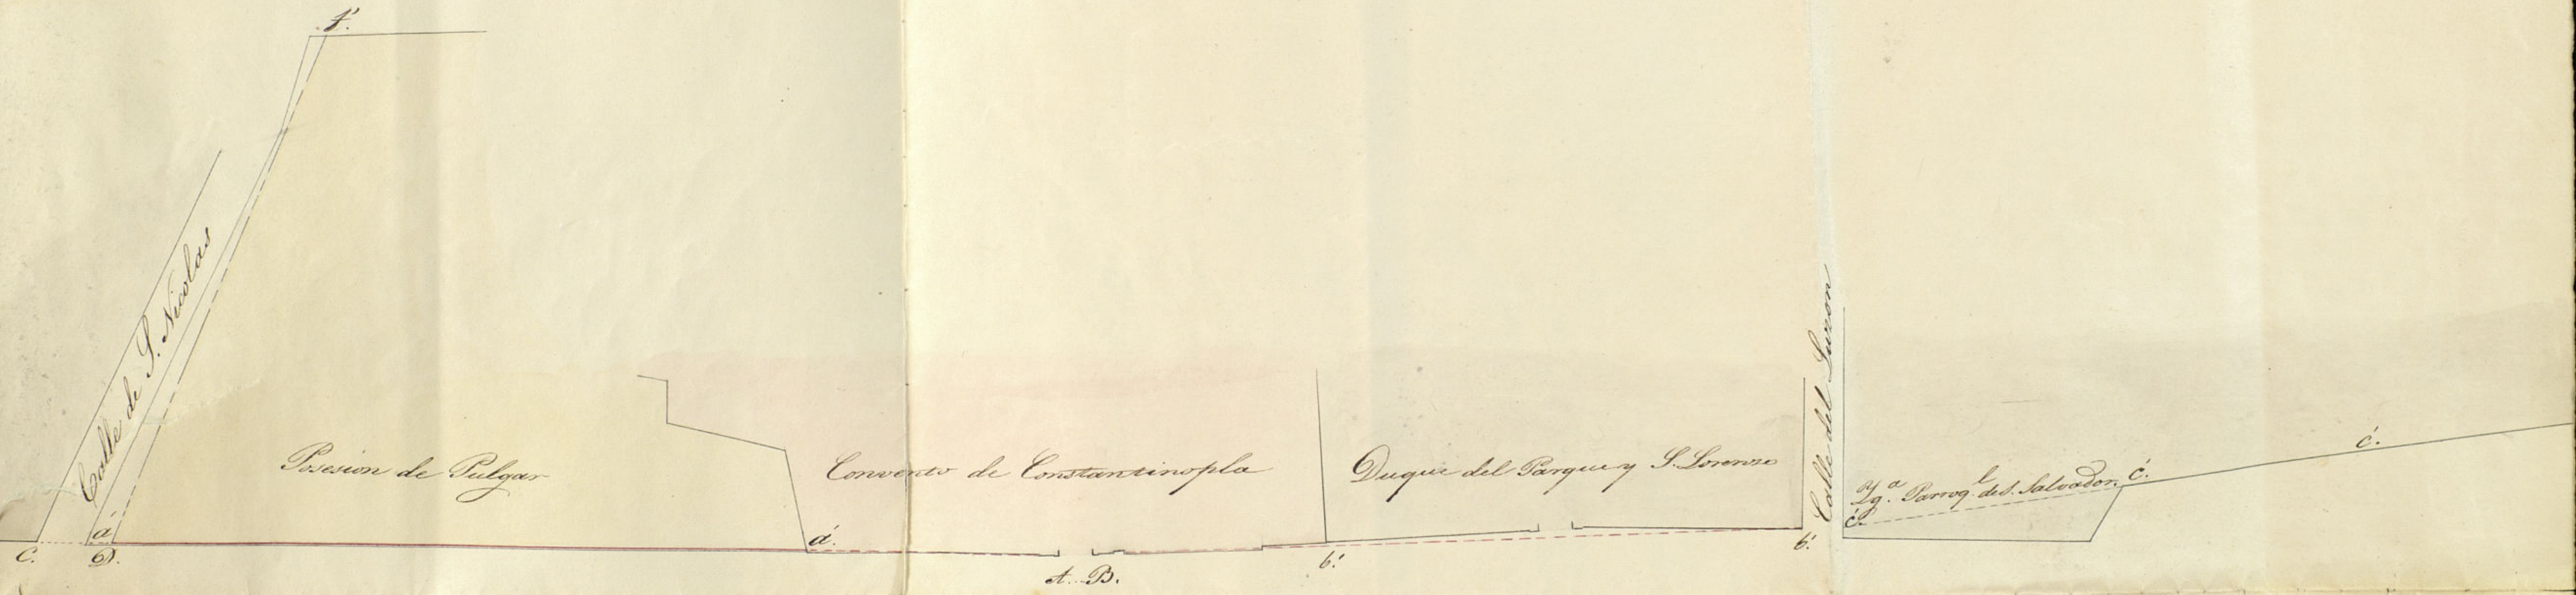 f.
Calle de S. Nicolas
Posesion de Pulgar
Convento de Constantinopla
Duque del Parque y S. Lorenzo
Calle del Luzon
Yg.ª Parroq.l de S. Salvador.
c'.
c'.
c'.
a'
a'.
C.
D.
A...B.
b'.
b'.